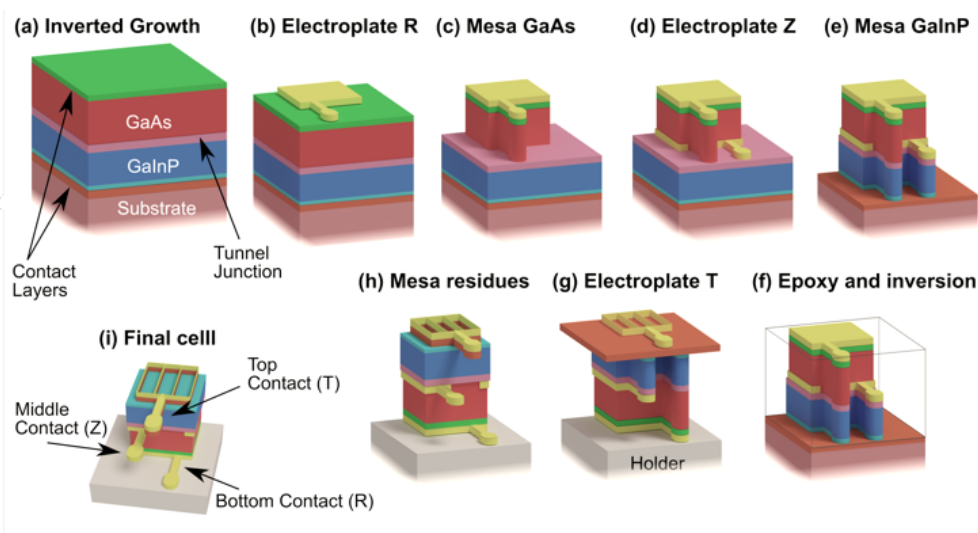 (a) Inverted Growth
(b) Electroplate R
(c) Mesa GaAs
(d) Electroplate Z
(e) Mesa GaInP
GaAs
GaInP
Substrate
Contact
Layers
Tunnel
Junction
(h) Mesa residues
(g) Electroplate T
(f) Epoxy and inversion
(i) Final celll
Top
Contact (T)
Middle
Contact (Z)
Bottom Contact (R)
Holder